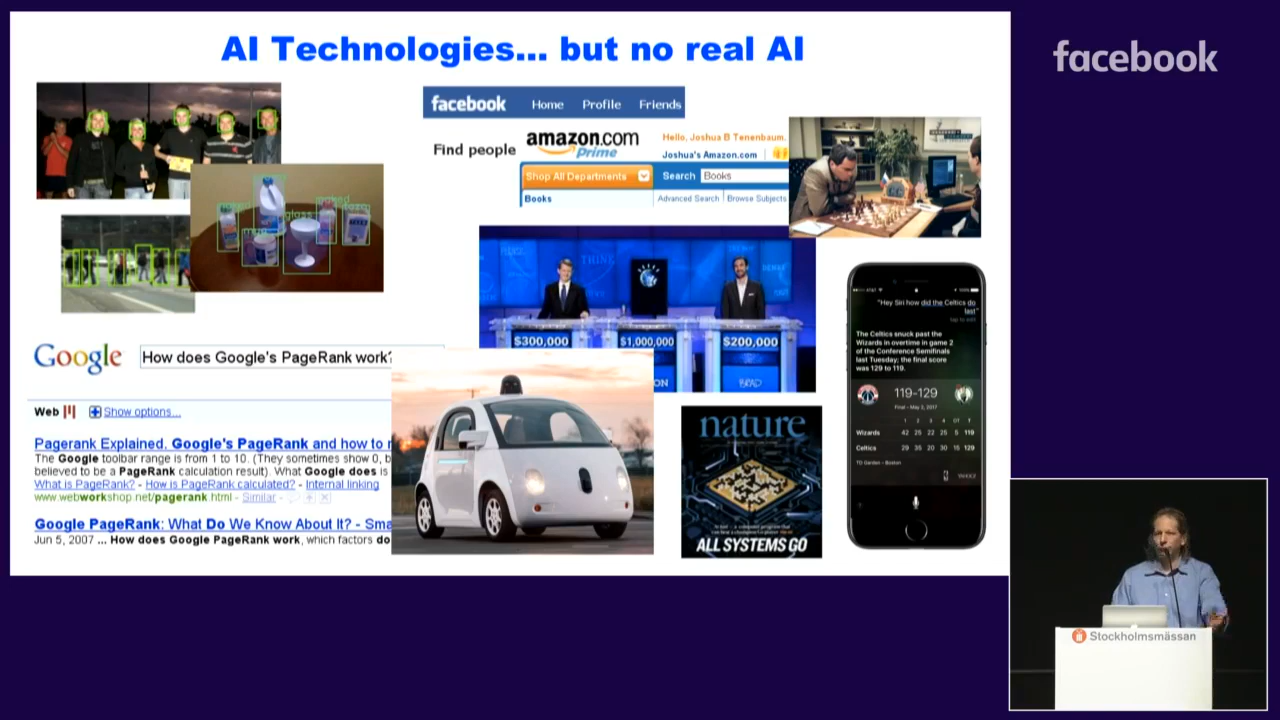 AI Technologies... but no real AI
facebook
facebook Home Profile Friends
Find people
amazon.com
Prime
Hello, Joshua B Tenenbaum.
Joshua's Amazon.com
Shop All Departments
Search Books
Books Advanced Search Browse Subjects
glass
THINK
$300,000 $1,000,000 $200,000
BRAD
Google How does Google's PageRank work?
Web Show options...
Pagerank Explained. Google's PageRank and how to
The Google toolbar range is from 1 to 10. (They sometimes show 0, b
believed to be a PageRank calculation result). What Google does is
What is PageRank? - How is PageRank calculated? - Internal linking
www.webworkshop.net/pagerank.html - Similar -
Google PageRank: What Do We Know About It? - Sma
Jun 5, 2007 ... How does Google PageRank work, which factors do
nature
ALL SYSTEMS GO
"Hey Siri how did the Celtics do
last"
tap to edit
The Celtics snuck past the
Wizards in overtime in game 2
of the Conference Semifinals
last Tuesday; the final score
was 129 to 119.
119-129
Final - May 2, 2017
1 2 3 4 OT T
Wizards 42 25 22 25 5 119
Celtics 29 35 20 30 15 129
TD Garden - Boston
YAHOO!
Stockholmsmässan